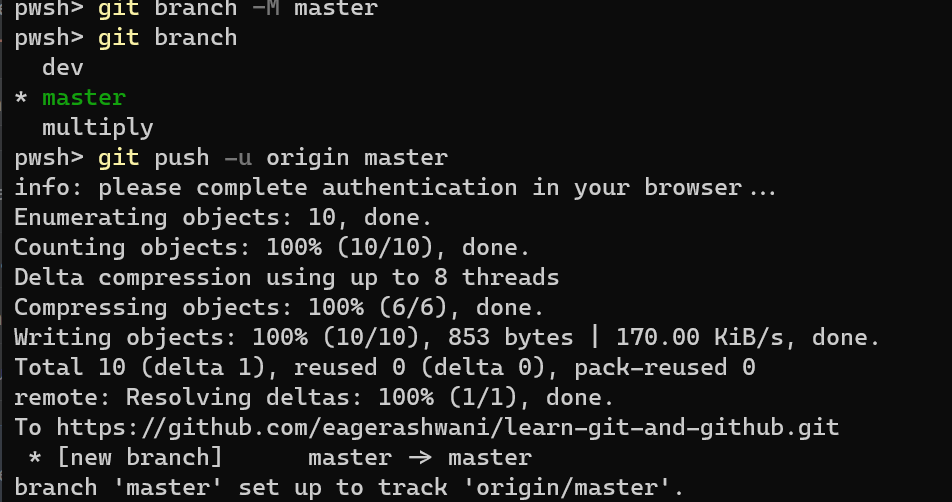 pwsh> git branch -M master
pwsh> git branch
  dev
* master
  multiply
pwsh> git push -u origin master
info: please complete authentication in your browser...
Enumerating objects: 10, done.
Counting objects: 100% (10/10), done.
Delta compression using up to 8 threads
Compressing objects: 100% (6/6), done.
Writing objects: 100% (10/10), 853 bytes | 170.00 KiB/s, done.
Total 10 (delta 1), reused 0 (delta 0), pack-reused 0
remote: Resolving deltas: 100% (1/1), done.
To https://github.com/eagerashwani/learn-git-and-github.git
 * [new branch]      master -> master
branch 'master' set up to track 'origin/master'.